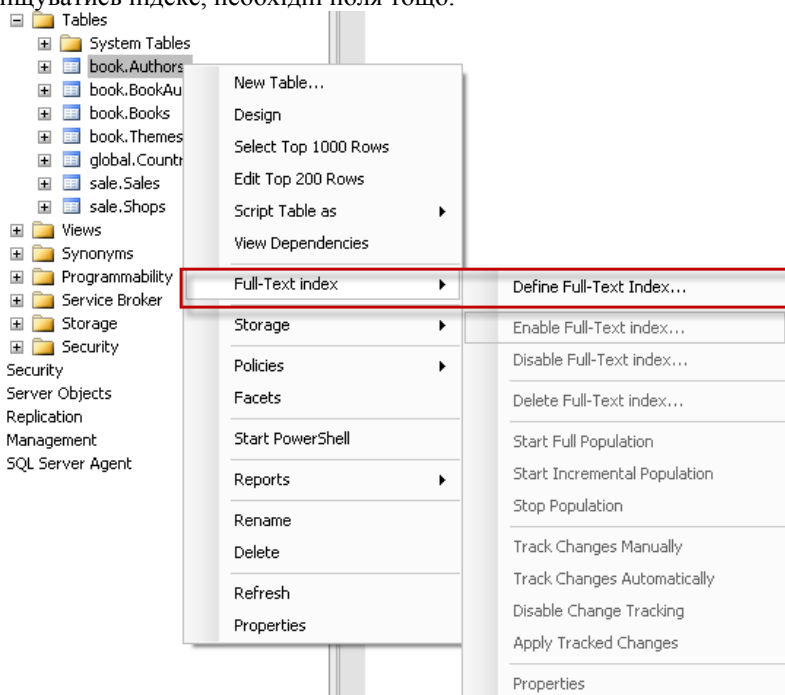 індекс, необхідні поля тощо.
Tables
System Tables
book.Authors
book.BookAu
book.Books
book.Themes
global.Countr
sale.Sales
sale.Shops
Views
Synonyms
Programmability
Service Broker
Storage
Security
Security
Server Objects
Replication
Management
SQL Server Agent
New Table...
Design
Select Top 1000 Rows
Edit Top 200 Rows
Script Table as
View Dependencies
Full-Text index
Storage
Policies
Facets
Start PowerShell
Reports
Rename
Delete
Refresh
Properties
Define Full-Text Index...
Enable Full-Text index...
Disable Full-Text index...
Delete Full-Text index...
Start Full Population
Start Incremental Population
Stop Population
Track Changes Manually
Track Changes Automatically
Disable Change Tracking
Apply Tracked Changes
Properties